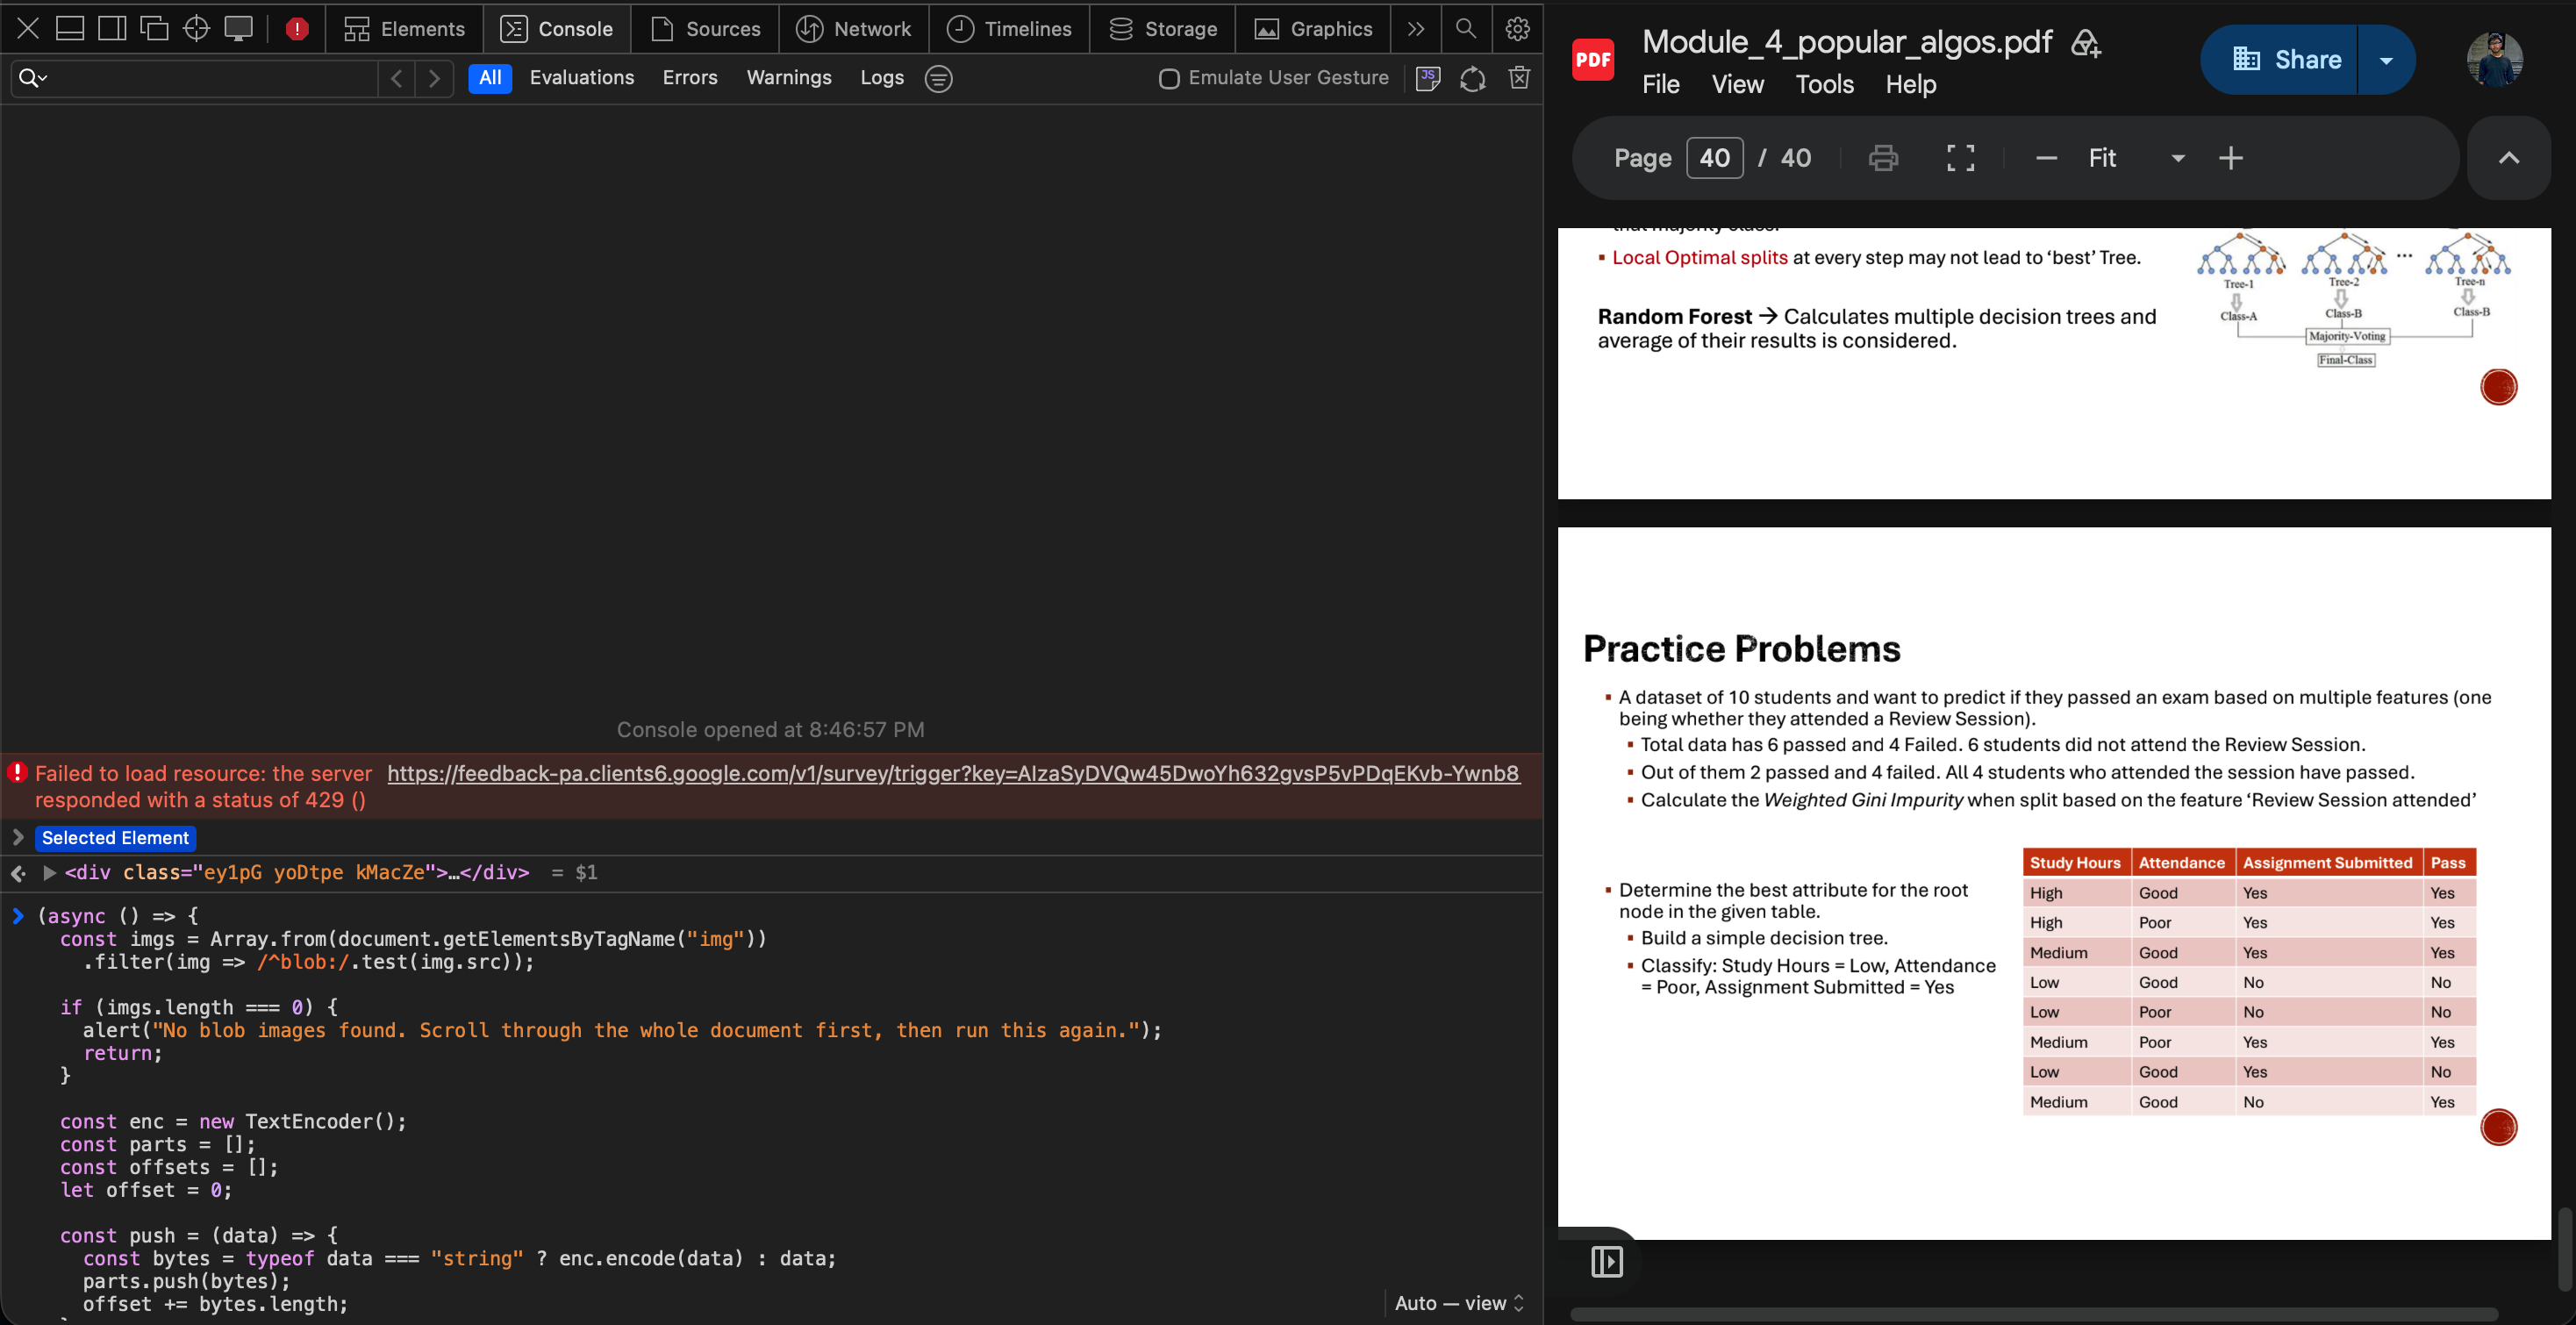 Elements
Console
Sources
Network
Timelines
Storage
Graphics
All
Evaluations
Errors
Warnings
Logs
Emulate User Gesture
Console opened at 8:46:57 PM
Failed to load resource: the server https://feedback-pa.clients6.google.com/v1/survey/trigger?key=AIzaSyDVQw45DwoYh632gvsP5vPDqEKvb-Ywnb8
responded with a status of 429 ()
Selected Element
<div class="ey1pG yoDtpe kMacZe">…</div> = $1
(async () => {
const imgs = Array.from(document.getElementsByTagName("img"))
.filter(img => /^blob:/.test(img.src));
if (imgs.length === 0) {
alert("No blob images found. Scroll through the whole document first, then run this again.");
return;
}
const enc = new TextEncoder();
const parts = [];
const offsets = [];
let offset = 0;
const push = (data) => {
const bytes = typeof data === "string" ? enc.encode(data) : data;
parts.push(bytes);
offset += bytes.length;
Auto — view
PDF
Module_4_popular_algos.pdf
File View Tools Help
Share
Page 40 / 40
Fit
that majority class.
▪ Local Optimal splits at every step may not lead to ‘best’ Tree.
Random Forest → Calculates multiple decision trees and
average of their results is considered.
...
Tree-1 Tree-2 Tree-n
Class-A Class-B Class-B
Majority-Voting
Final-Class
Practice Problems
▪ A dataset of 10 students and want to predict if they passed an exam based on multiple features (one
being whether they attended a Review Session).
▪ Total data has 6 passed and 4 Failed. 6 students did not attend the Review Session.
▪ Out of them 2 passed and 4 failed. All 4 students who attended the session have passed.
▪ Calculate the Weighted Gini Impurity when split based on the feature ‘Review Session attended’
▪ Determine the best attribute for the root
node in the given table.
▪ Build a simple decision tree.
▪ Classify: Study Hours = Low, Attendance
= Poor, Assignment Submitted = Yes
Study Hours Attendance Assignment Submitted Pass
High Good Yes Yes
High Poor Yes Yes
Medium Good Yes Yes
Low Good No No
Low Poor No No
Medium Poor Yes Yes
Low Good Yes No
Medium Good No Yes